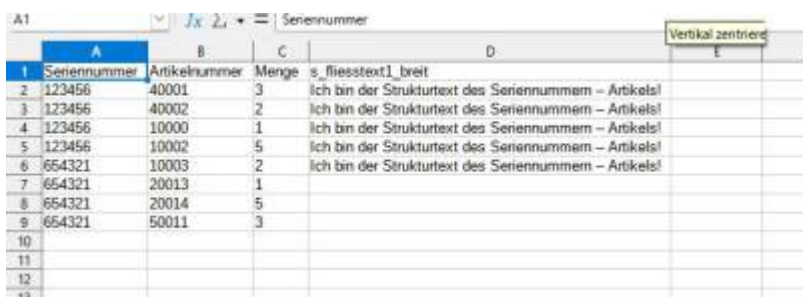 A1 Seriennummer
Vertikal zentriere
A B C D E
1 Seriennummer Artikelnummer Menge s_fliesstext1_breit
2 123456 40001 3 Ich bin der Strukturtext des Seriennummern – Artikels!
3 123456 40002 2 Ich bin der Strukturtext des Seriennummern – Artikels!
4 123456 10000 1 Ich bin der Strukturtext des Seriennummern – Artikels!
5 123456 10002 5 Ich bin der Strukturtext des Seriennummern – Artikels!
6 654321 10003 2 Ich bin der Strukturtext des Seriennummern – Artikels!
7 654321 20013 1
8 654321 20014 5
9 654321 50011 3
10
11
12
13